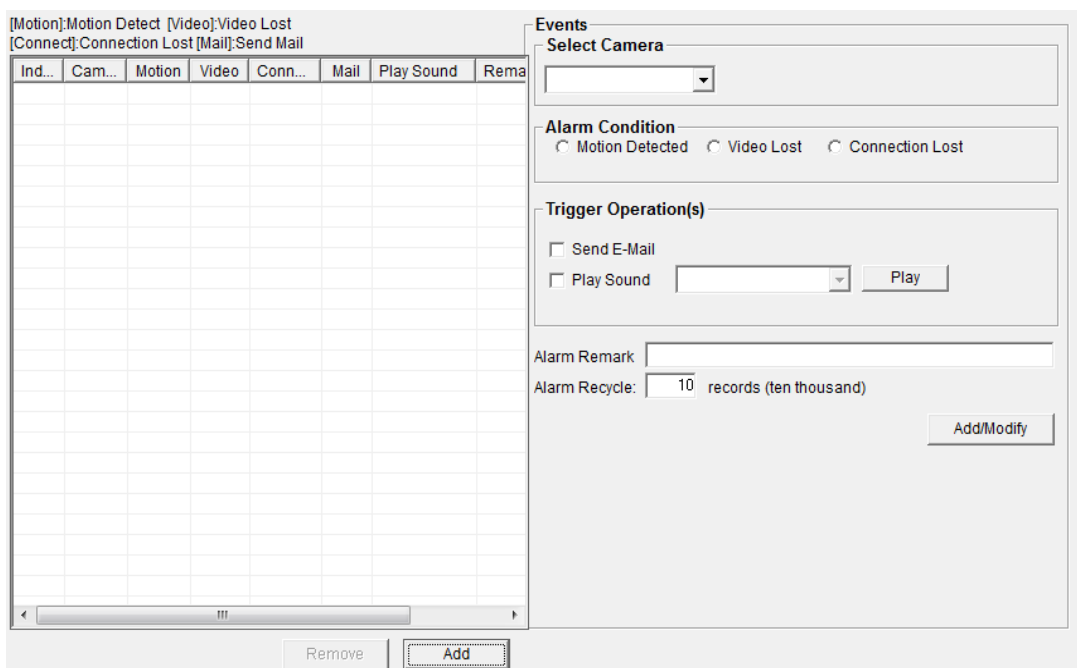 [Motion]:Motion Detect [Video]:Video Lost
[Connect]:Connection Lost [Mail]:Send Mail
Ind... Cam... Motion Video Conn... Mail Play Sound Rema
Events
Select Camera
Alarm Condition
Motion Detected Video Lost Connection Lost
Trigger Operation(s)
Send E-Mail
Play Sound Play
Alarm Remark
Alarm Recycle: 10 records (ten thousand)
Add/Modify
Remove Add